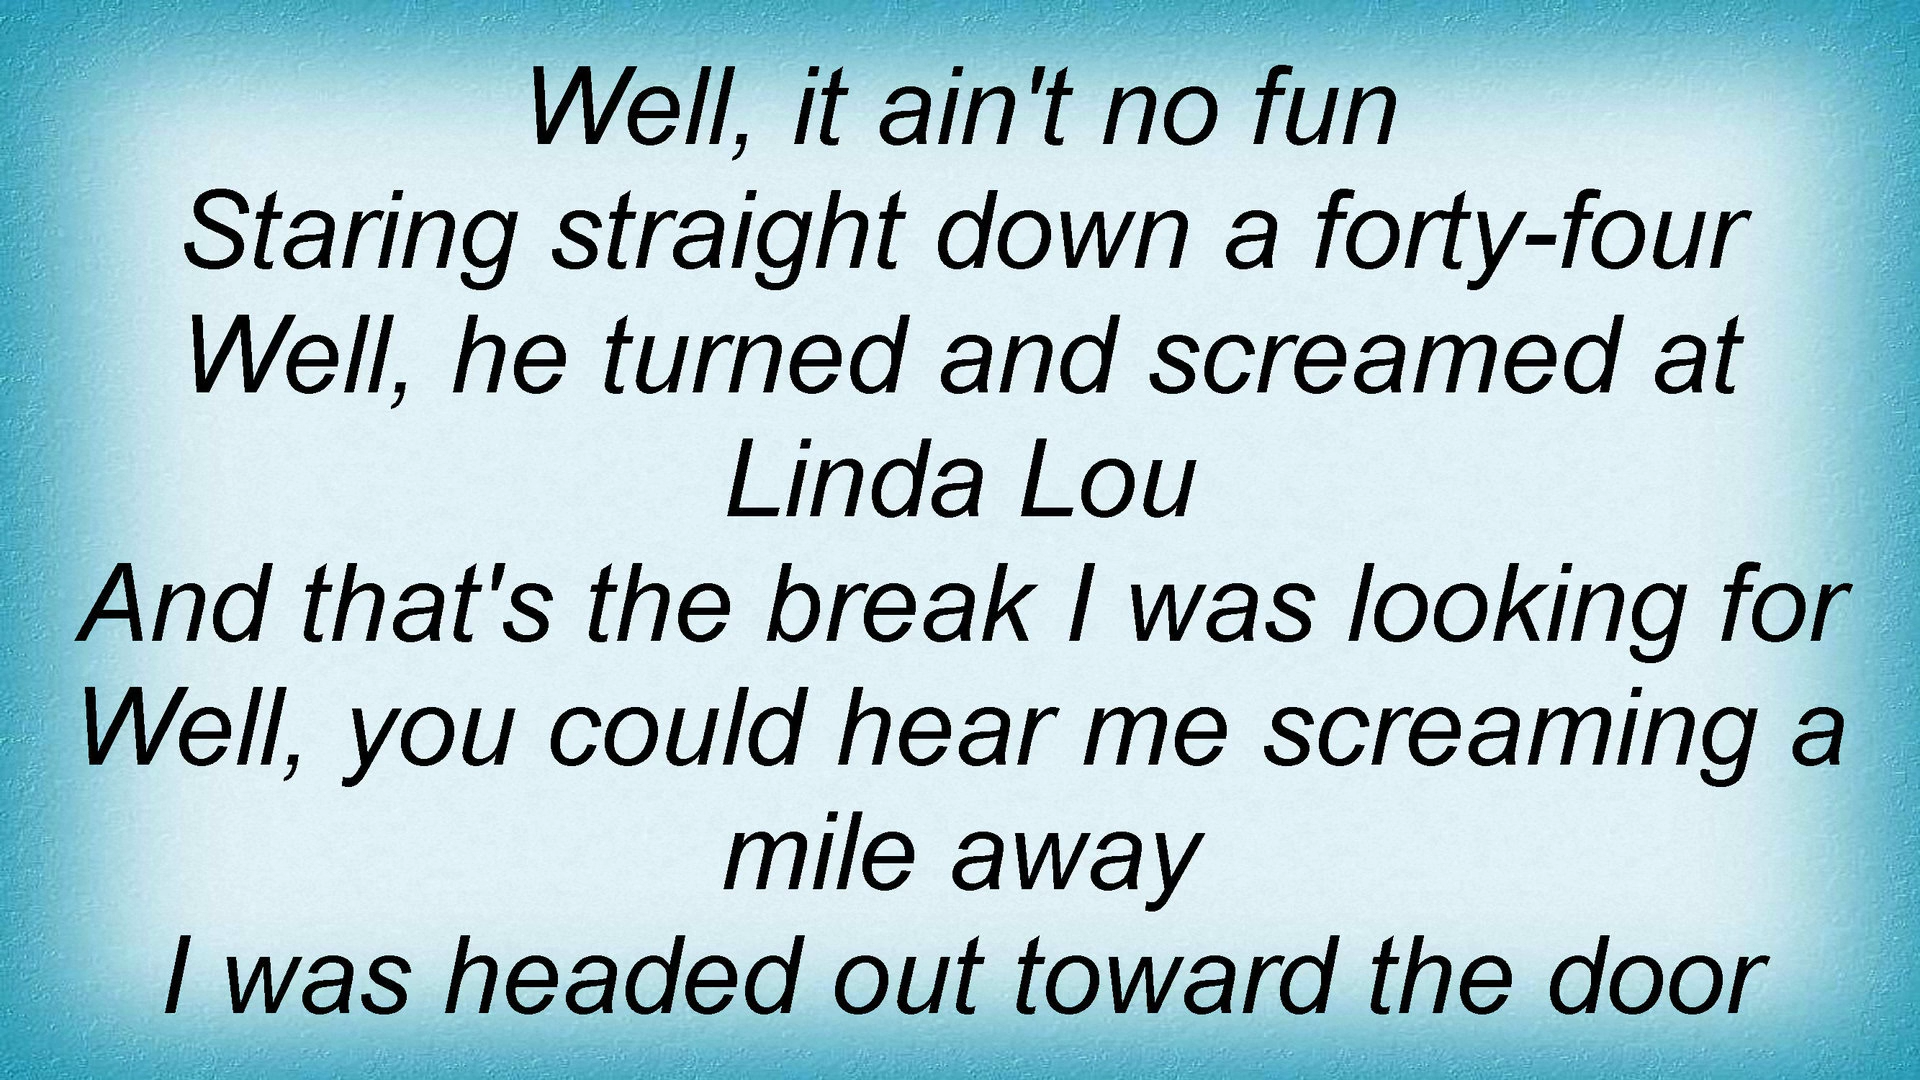 Well, it ain't no fun
Staring straight down a forty-four
Well, he turned and screamed at
Linda Lou
And that's the break I was looking for
Well, you could hear me screaming a
mile away
I was headed out toward the door